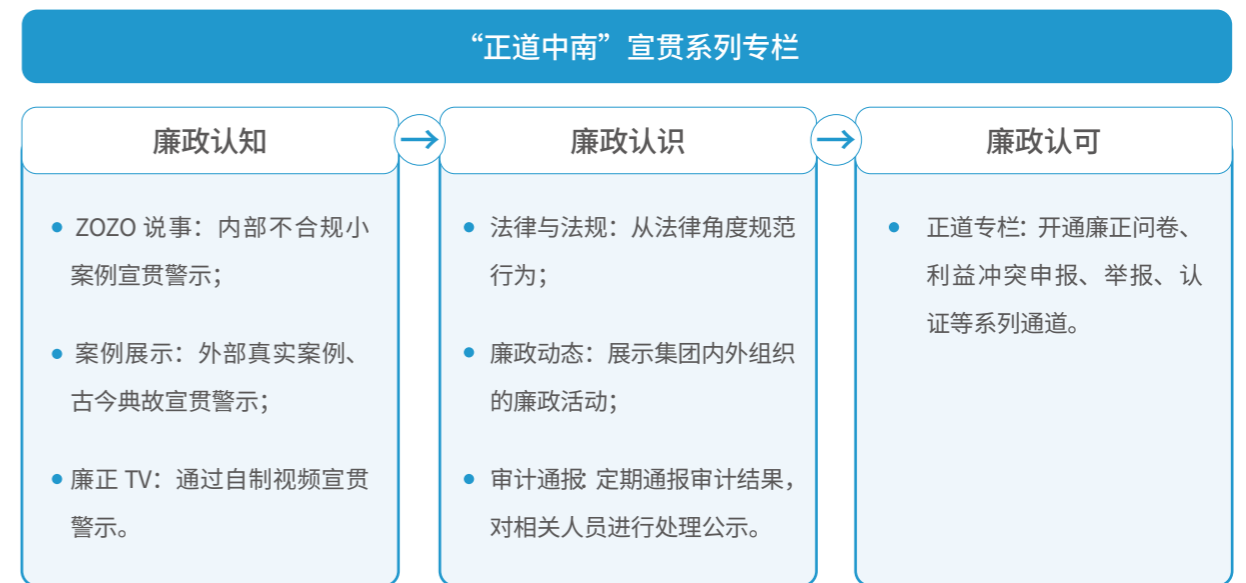 “正道中南”宣贯系列专栏
廉政认知
ZOZO 说事：内部不合规小
案例宣贯警示；
案例展示：外部真实案例、
古今典故宣贯警示；
廉正 TV：通过自制视频宣贯
警示。
廉政认识
法律与法规：从法律角度规范
行为；
廉政动态：展示集团内外组织
的廉政活动；
审计通报：定期通报审计结果，
对相关人员进行处理公示。
廉政认可
正道专栏：开通廉正问卷、
利益冲突申报、举报、认
证等系列通道。